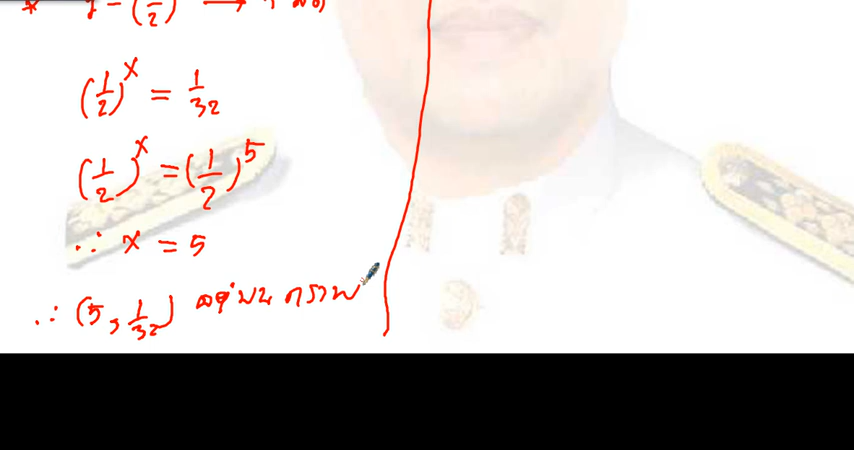 (1/2)^x = 1/32
(1/2)^x = (1/2)^5
∴ x = 5
∴ (5, 1/32) อยู่บน กราฟ